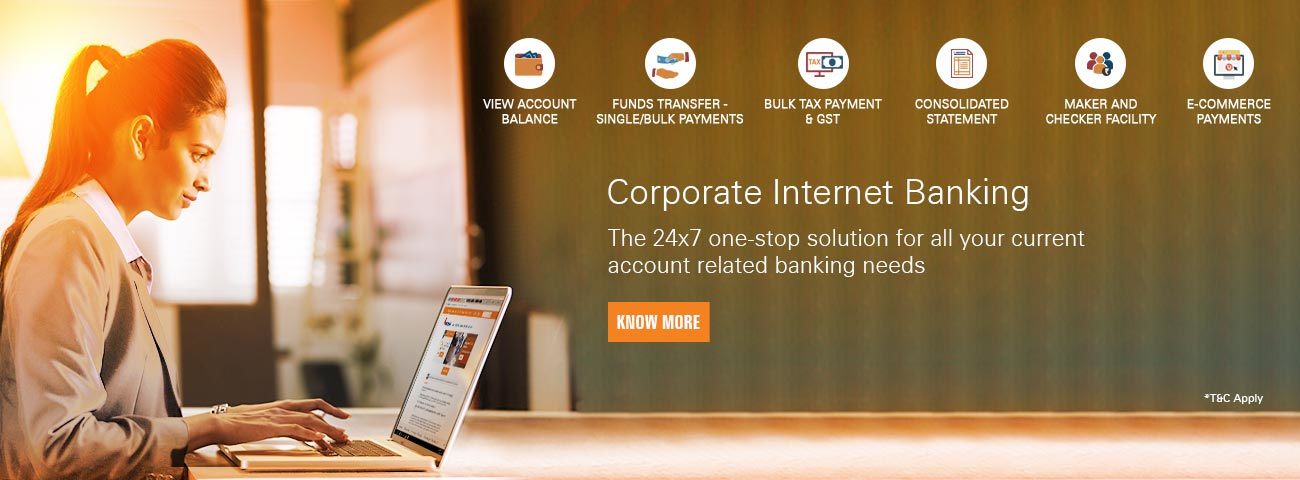 VIEW ACCOUNT
BALANCE
FUNDS TRANSFER -
SINGLE/BULK PAYMENTS
TAX
BULK TAX PAYMENT
& GST
CONSOLIDATED
STATEMENT
MAKER AND
CHECKER FACILITY
E-COMMERCE
PAYMENTS
Corporate Internet Banking
The 24x7 one-stop solution for all your current
account related banking needs
KNOW MORE
*T&C Apply